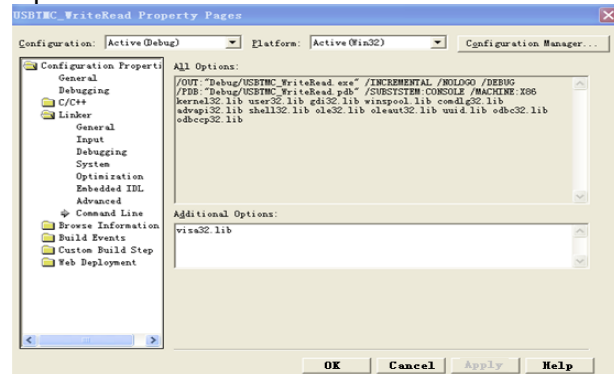 USBTMC_WriteRead Property Pages
Configuration: Active(Debug) Platform: Active(Win32) Configuration Manager...
Configuration Properti
General
Debugging
C/C++
Linker
General
Input
Debugging
System
Optimization
Embedded IDL
Advanced
Command Line
Browse Information
Build Events
Custom Build Step
Web Deployment
All Options:
/OUT:"Debug/USBTMC_WriteRead.exe" /INCREMENTAL /NOLOGO /DEBUG
/PDB:"Debug/USBTMC_WriteRead.pdb" /SUBSYSTEM:CONSOLE /MACHINE:X86
kernel32.lib user32.lib gdi32.lib winspool.lib comdlg32.lib
advapi32.lib shell32.lib ole32.lib oleaut32.lib uuid.lib odbc32.lib
odbccp32.lib
Additional Options:
visa32.lib
OK Cancel Apply Help